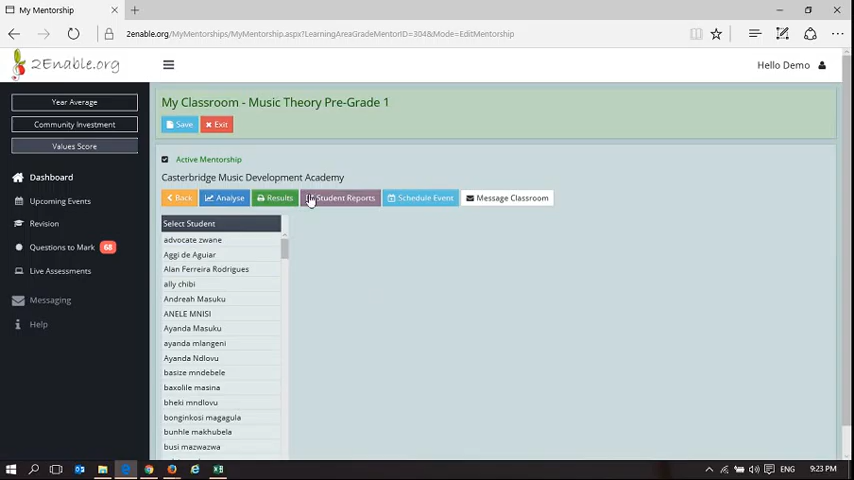 My Mentorship
2enable.org/MyMentorships/MyMentorship.aspx?LearningAreaGradeMentorID=304&Mode=EditMentorship
2Enable.org
Hello Demo
Year Average
Community Investment
Values Score
Dashboard
Upcoming Events
Revision
Questions to Mark 68
Live Assessments
Messaging
Help
My Classroom - Music Theory Pre-Grade 1
Save Exit
Active Mentorship
Casterbridge Music Development Academy
Back Analyse Results Student Reports Schedule Event Message Classroom
Select Student
advocate zwane
Aggi de Aguiar
Alan Ferreira Rodrigues
ally chibi
Andreah Masuku
ANELE MNISI
Ayanda Masuku
ayanda mlangeni
Ayanda Ndlovu
basize mndebele
baxolile masina
bheki mndlovu
bonginkosi magagula
bunhle makhubela
busi mazwazwa
ENG 9:23 PM